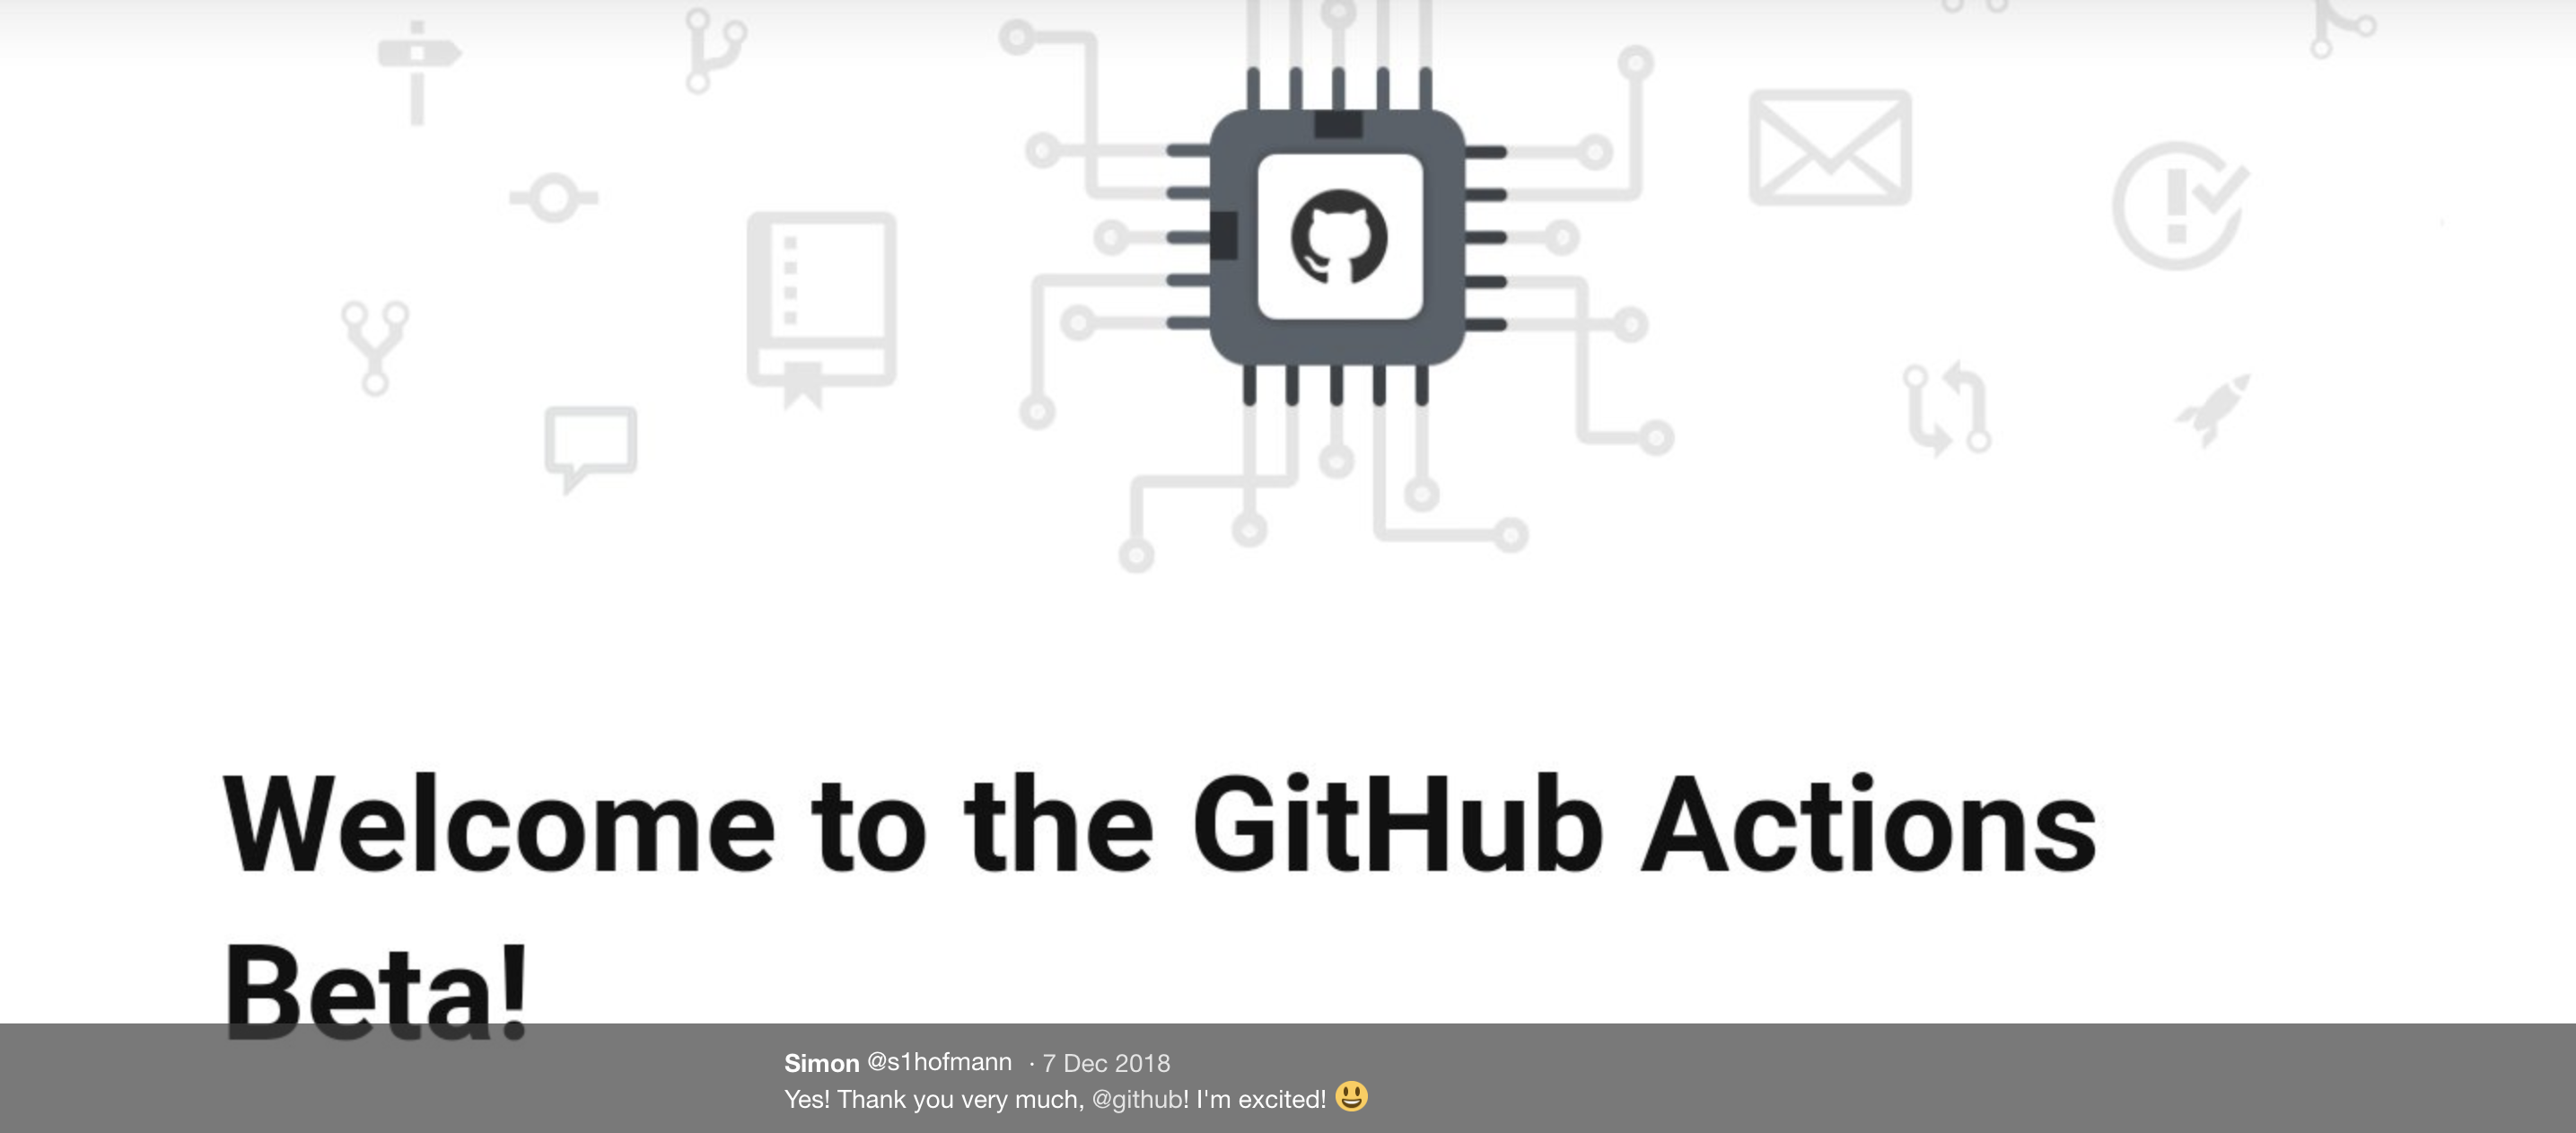 Welcome to the GitHub Actions
Beta!
Simon @s1hofmann · 7 Dec 2018
Yes! Thank you very much, @github! I'm excited! 😃